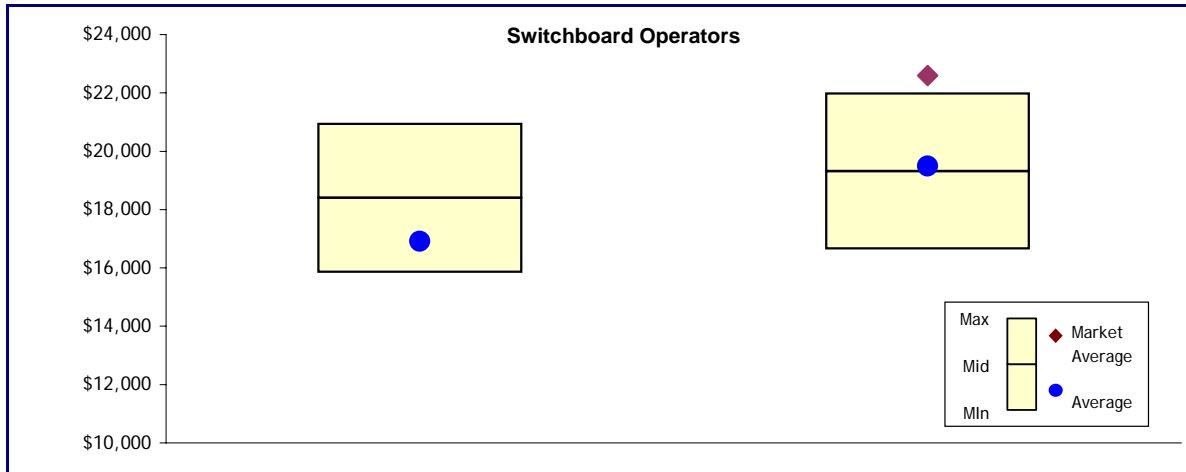 Switchboard Operators
$24,000
$22,000
$20,000
$18,000
$16,000
$14,000
$12,000
$10,000
Max
Mid
MIn
Market
Average
Average